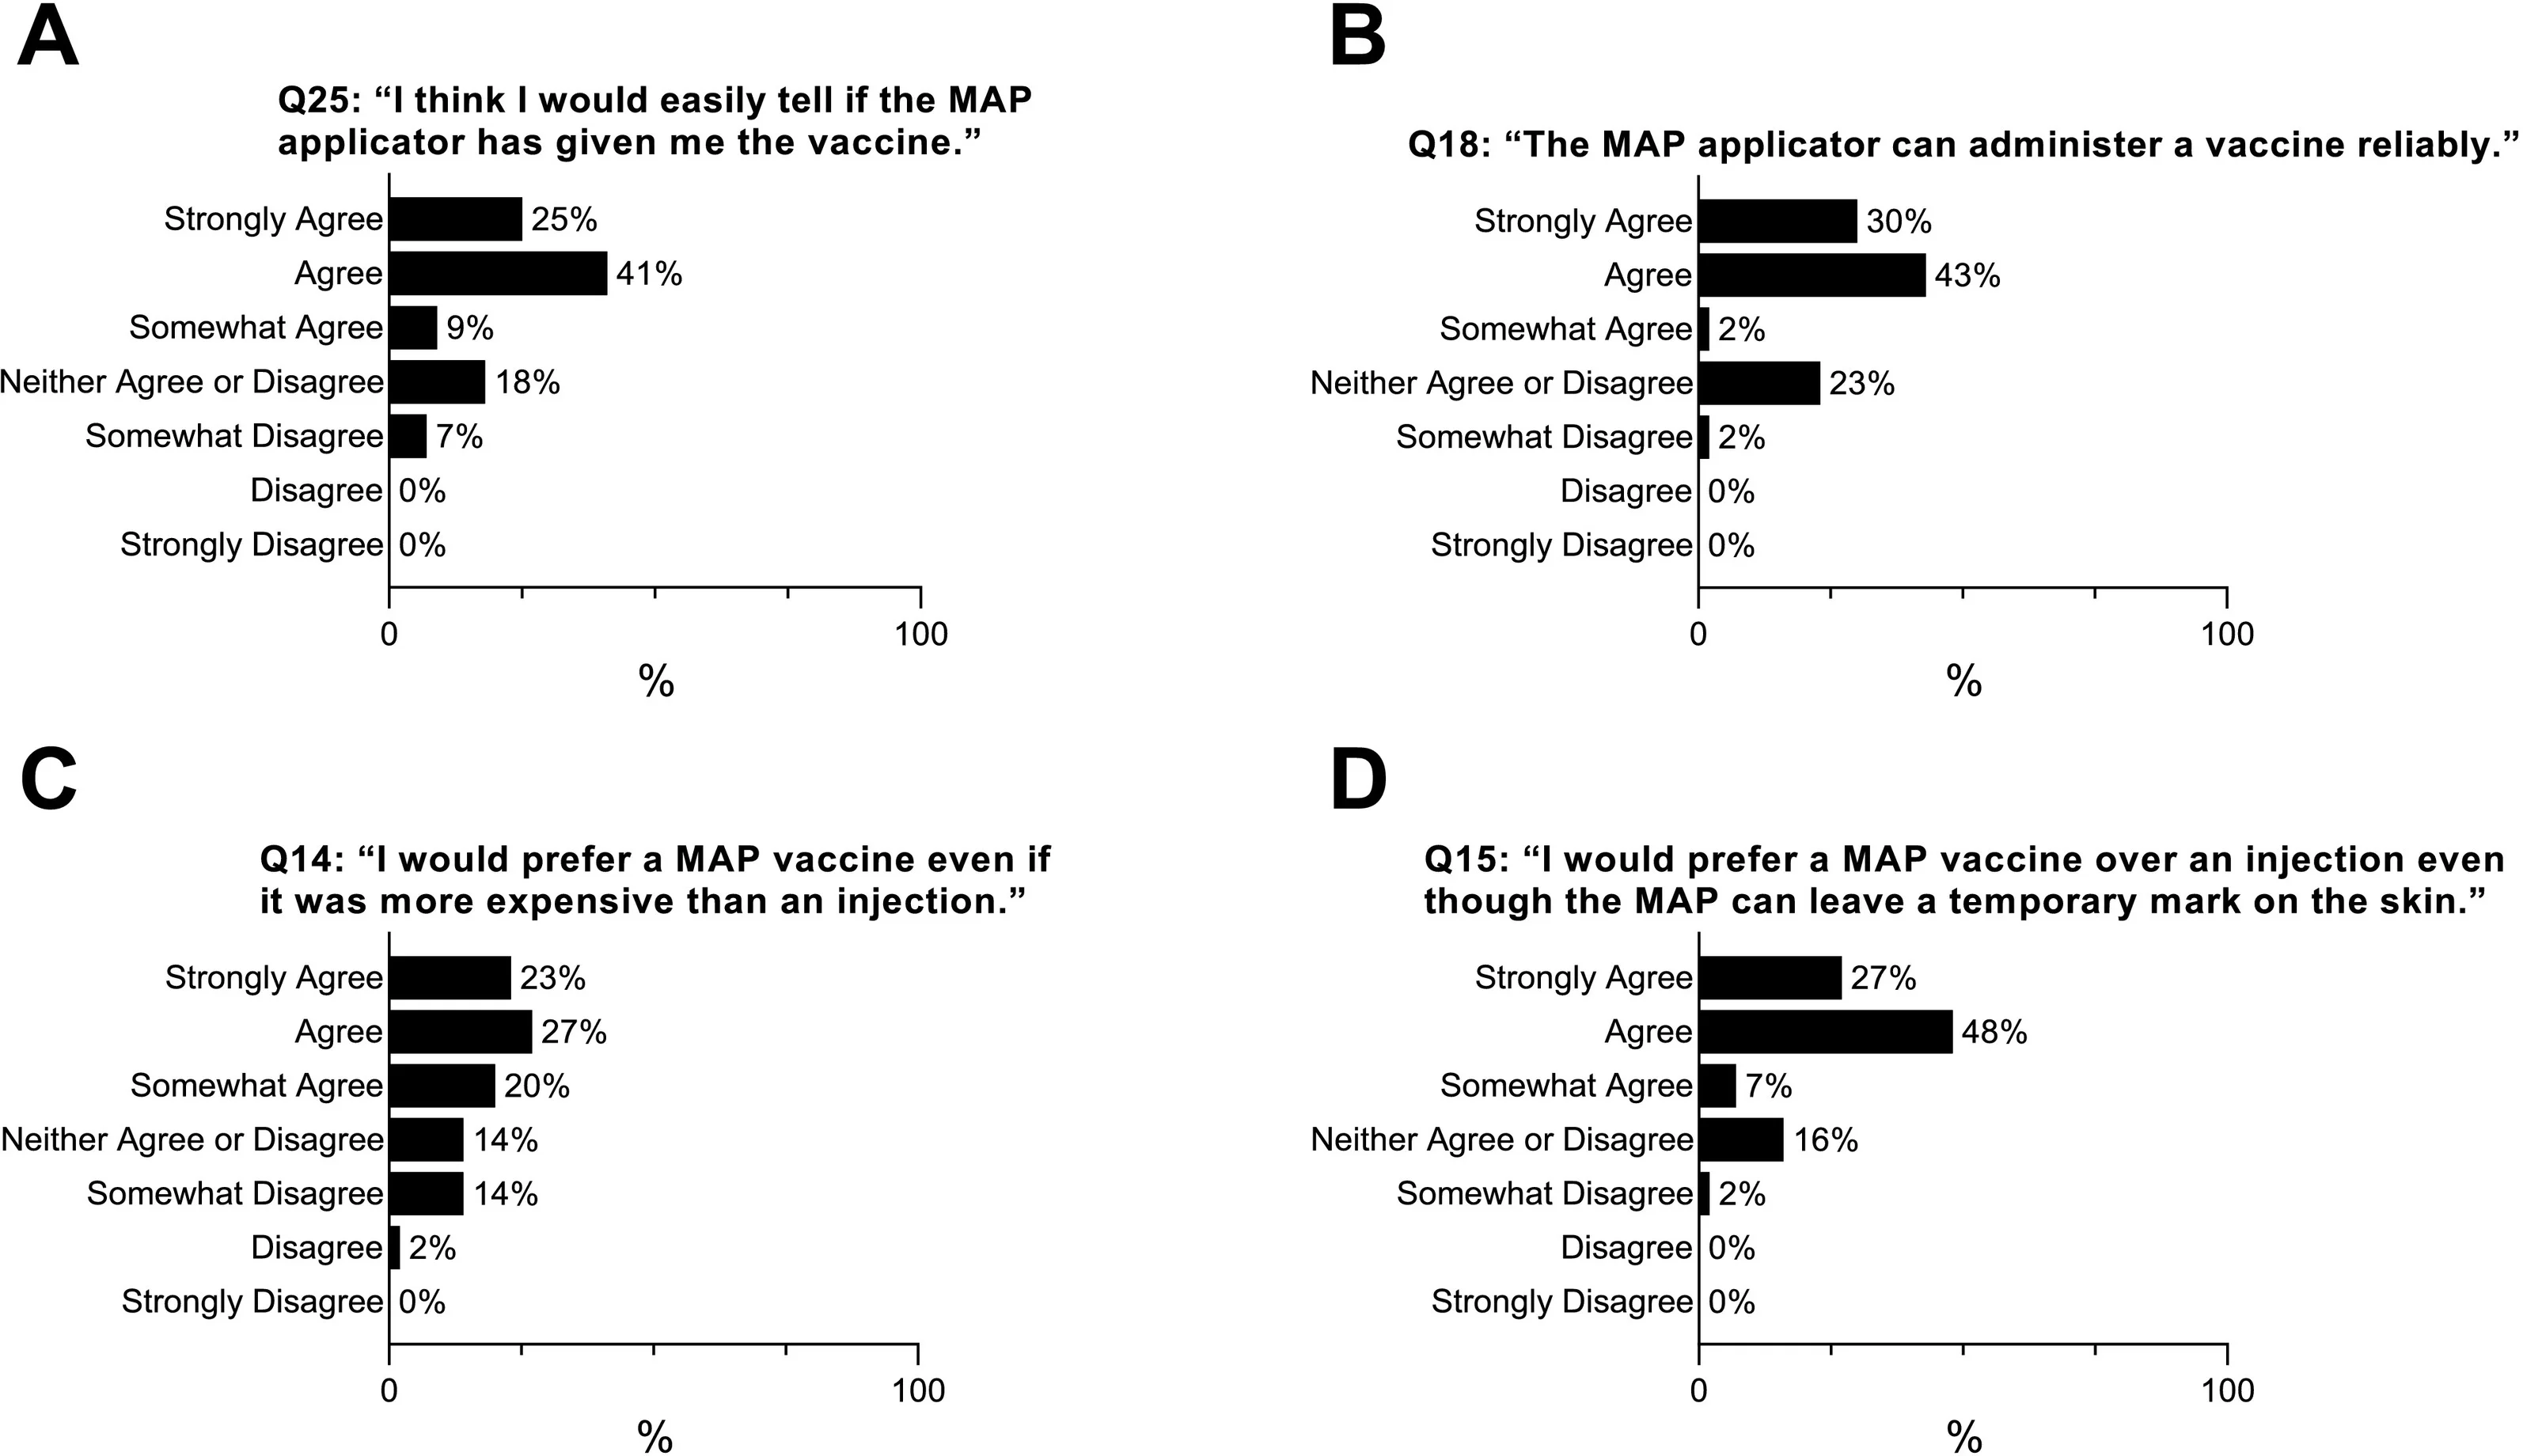 A
Q25: “I think I would easily tell if the MAP
applicator has given me the vaccine.”
Strongly Agree 25%
Agree 41%
Somewhat Agree 9%
Neither Agree or Disagree 18%
Somewhat Disagree 7%
Disagree 0%
Strongly Disagree 0%
0 100
%
B
Q18: “The MAP applicator can administer a vaccine reliably.”
Strongly Agree 30%
Agree 43%
Somewhat Agree 2%
Neither Agree or Disagree 23%
Somewhat Disagree 2%
Disagree 0%
Strongly Disagree 0%
0 100
%
C
Q14: “I would prefer a MAP vaccine even if
it was more expensive than an injection.”
Strongly Agree 23%
Agree 27%
Somewhat Agree 20%
Neither Agree or Disagree 14%
Somewhat Disagree 14%
Disagree 2%
Strongly Disagree 0%
0 100
%
D
Q15: “I would prefer a MAP vaccine over an injection even
though the MAP can leave a temporary mark on the skin.”
Strongly Agree 27%
Agree 48%
Somewhat Agree 7%
Neither Agree or Disagree 16%
Somewhat Disagree 2%
Disagree 0%
Strongly Disagree 0%
0 100
%